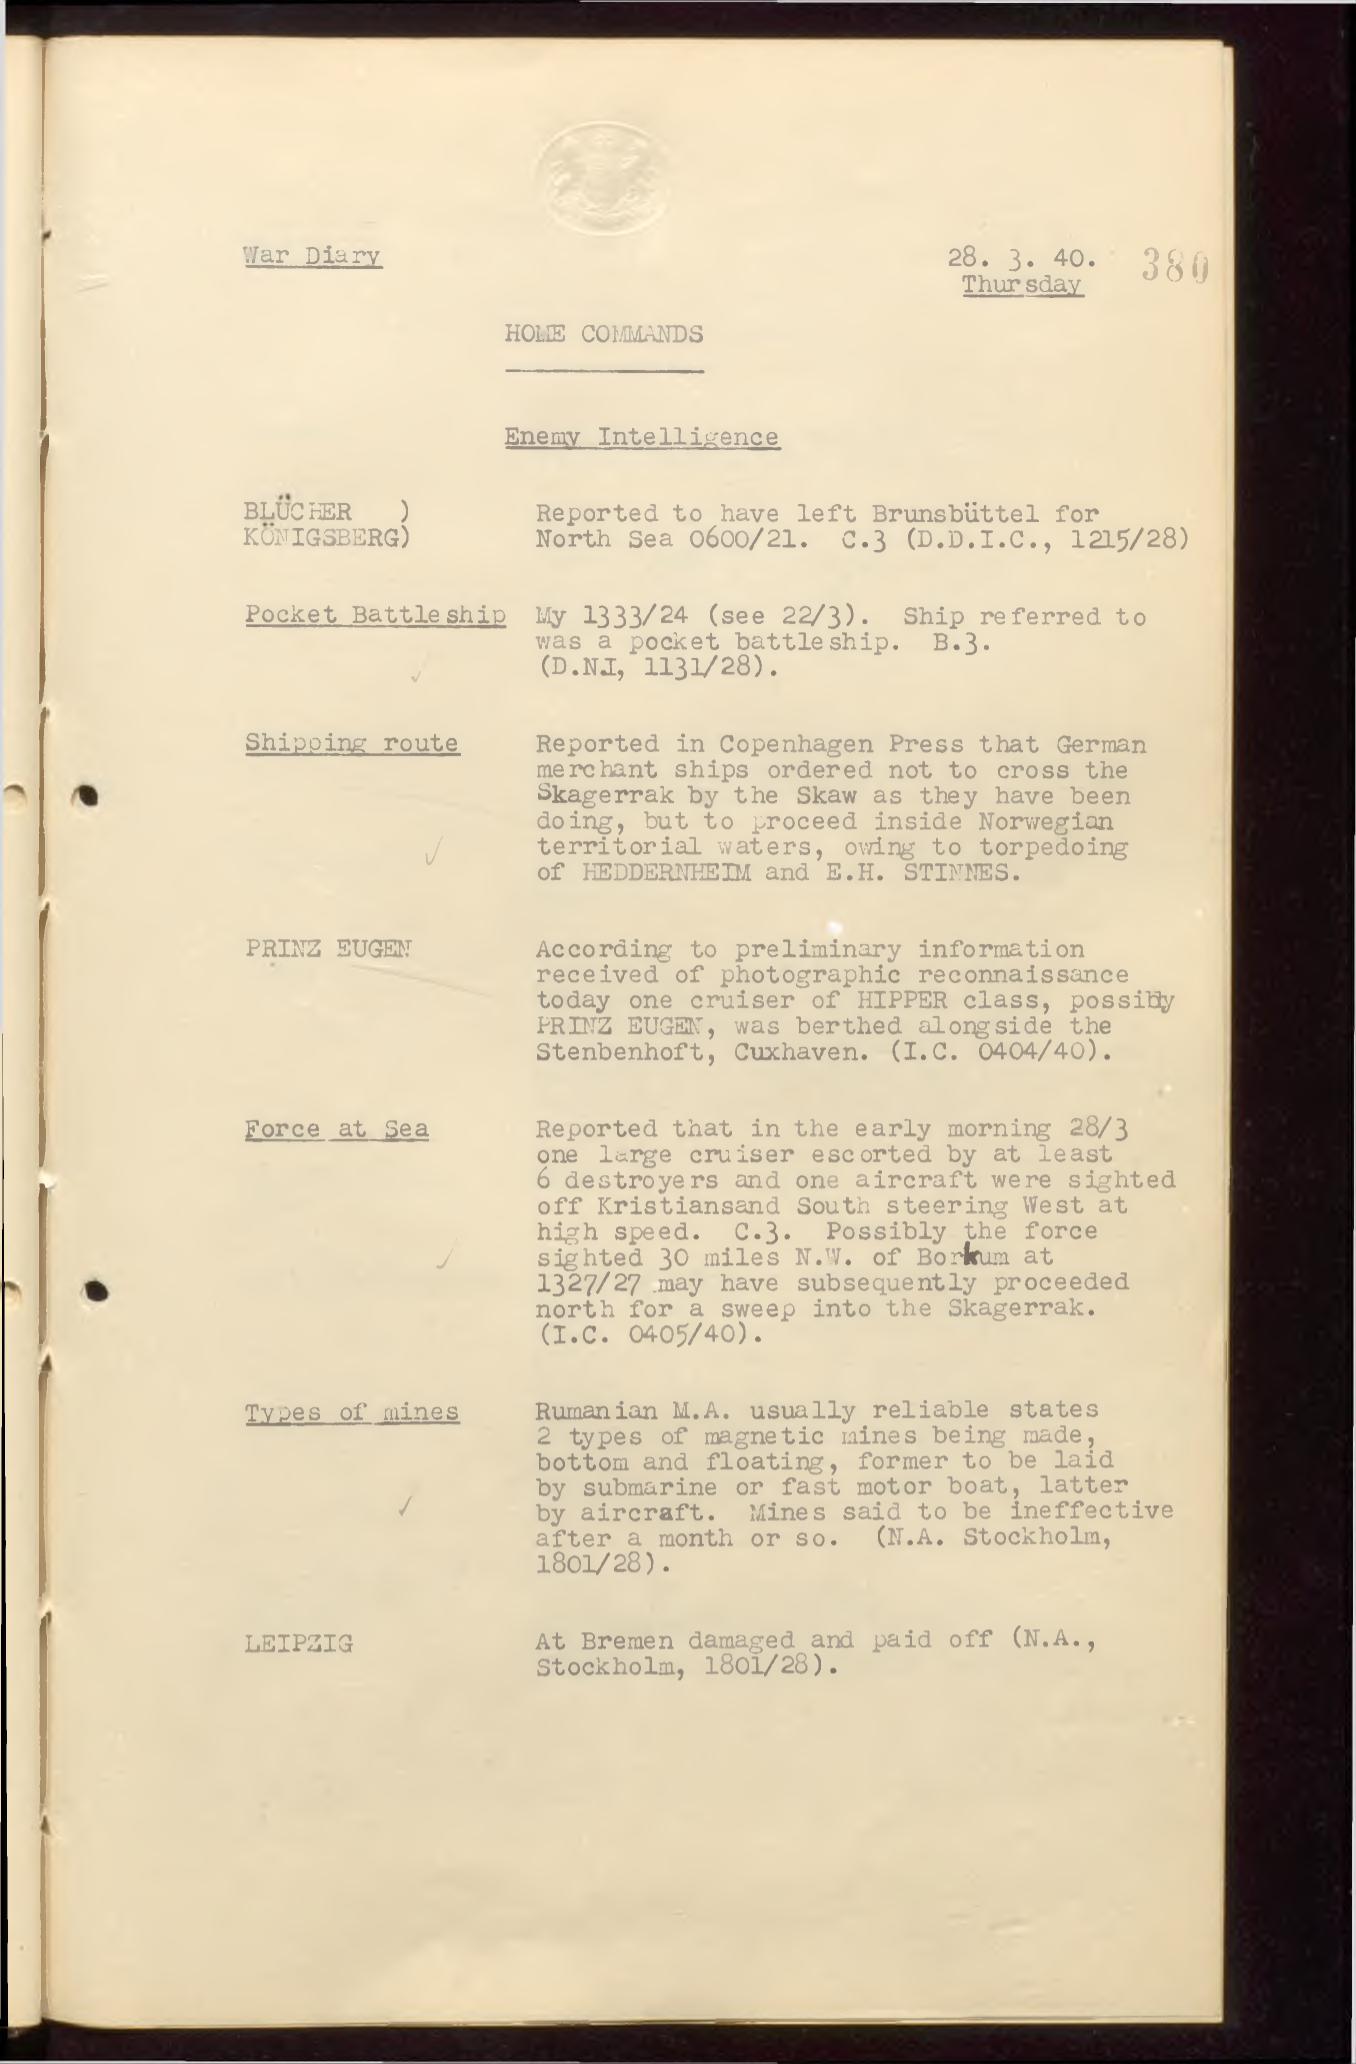 War Diary
28. 3. 40. 380
Thursday
HOME COMMANDS
Enemy Intelligence
BLÜCHER ) Reported to have left Brunsbüttel for
KÖNIGSBERG) North Sea 0600/21. C.3 (D.D.I.C., 1215/28)
Pocket Battleship My 1333/24 (see 22/3). Ship referred to
was a pocket battleship. B.3.
(D.N.I, 1131/28).
Shipping route Reported in Copenhagen Press that German
merchant ships ordered not to cross the
Skagerrak by the Skaw as they have been
doing, but to proceed inside Norwegian
territorial waters, owing to torpedoing
of HEDDERNHEIM and E.H. STINNES.
PRINZ EUGEN According to preliminary information
received of photographic reconnaissance
today one cruiser of HIPPER class, possibly
PRINZ EUGEN, was berthed alongside the
Stenbenhoft, Cuxhaven. (I.C. 0404/40).
Force at Sea Reported that in the early morning 28/3
one large cruiser escorted by at least
6 destroyers and one aircraft were sighted
off Kristiansand South steering West at
high speed. C.3. Possibly the force
sighted 30 miles N.W. of Borkum at
1327/27 may have subsequently proceeded
north for a sweep into the Skagerrak.
(I.C. 0405/40).
Types of mines Rumanian M.A. usually reliable states
2 types of magnetic mines being made,
bottom and floating, former to be laid
by submarine or fast motor boat, latter
by aircraft. Mines said to be ineffective
after a month or so. (N.A. Stockholm,
1801/28).
LEIPZIG At Bremen damaged and paid off (N.A.,
Stockholm, 1801/28).